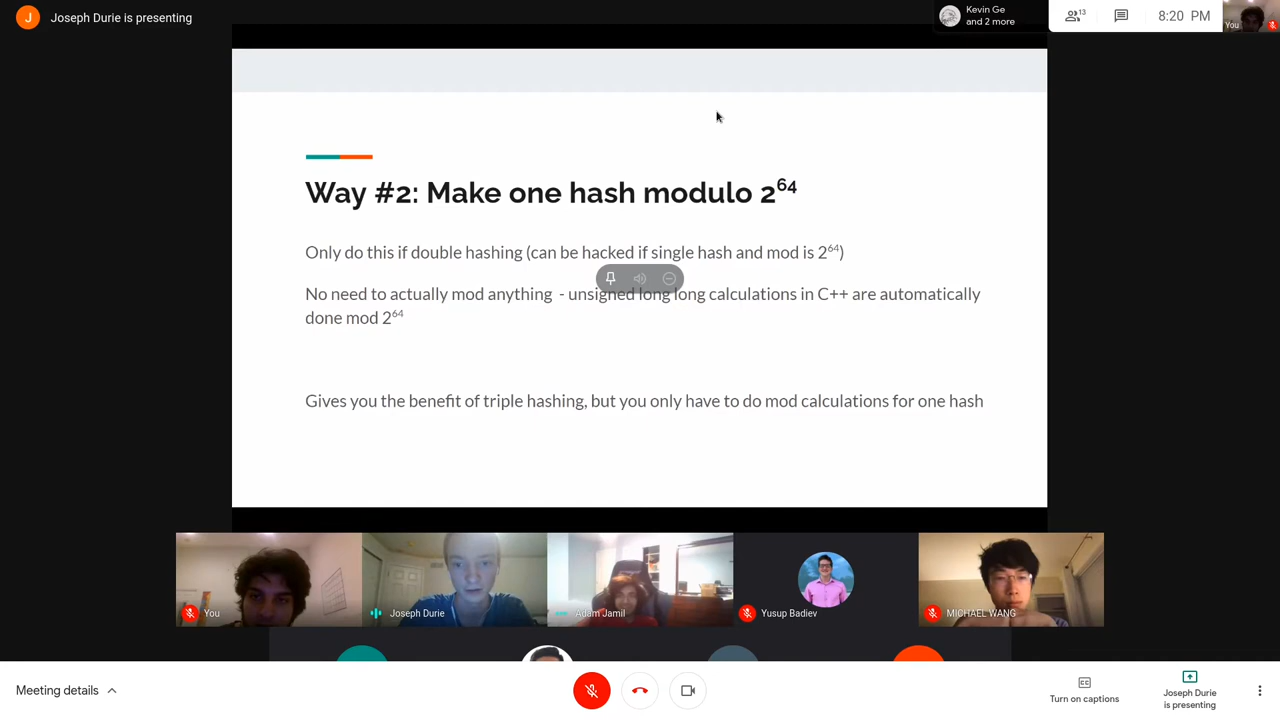 J
Joseph Durie is presenting
Kevin Ge
and 2 more
13
8:20 PM
You
Way #2: Make one hash modulo 2⁶⁴
Only do this if double hashing (can be hacked if single hash and mod is 2⁶⁴)
No need to actually mod anything - unsigned long long calculations in C++ are automatically
done mod 2⁶⁴
Gives you the benefit of triple hashing, but you only have to do mod calculations for one hash
You
Joseph Durie
Adam Jamil
Yusup Badiev
MICHAEL WANG
Meeting details
CC
Turn on captions
Joseph Durie
is presenting